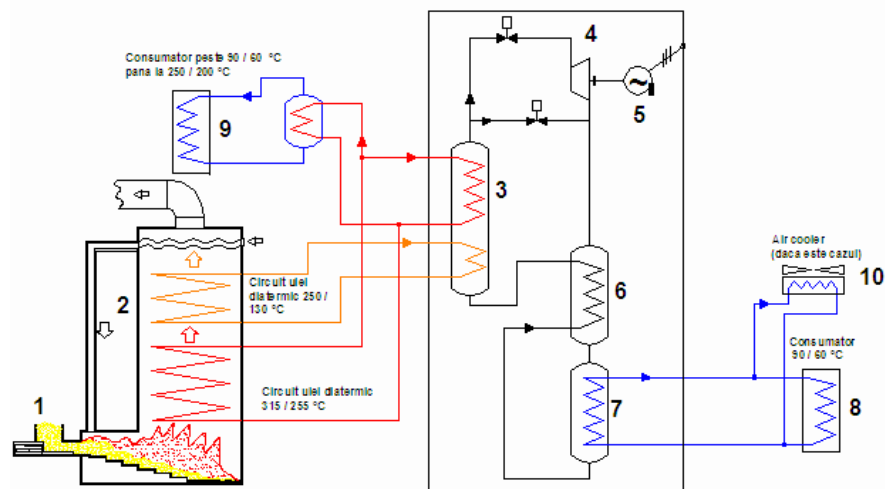 Consumator peste 90 / 60 °C
pana la 250 / 200 °C
4
5
9
3
Air cooler
(daca este cazul)
10
2
Circuit ulei
diatermic 250 /
130 °C
6
Consumator
90 / 60 °C
Circuit ulei diatermic
315 / 255 °C
1
7
8